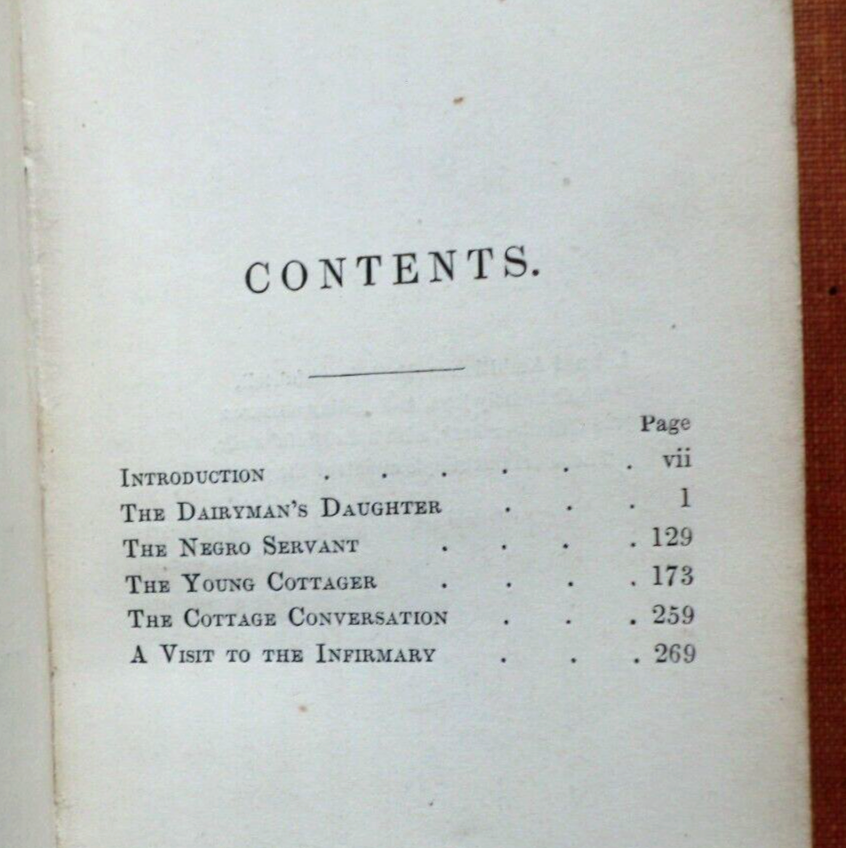 CONTENTS.
Page
INTRODUCTION . . . . . . vii
THE DAIRYMAN'S DAUGHTER . . . 1
THE NEGRO SERVANT . . . . 129
THE YOUNG COTTAGER . . . . 173
THE COTTAGE CONVERSATION . . . 259
A VISIT TO THE INFIRMARY . . . 269